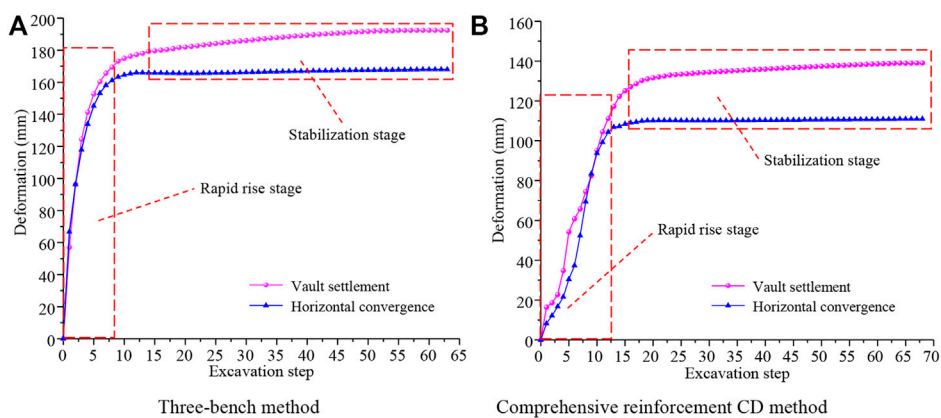 A
200
180
160
140
120
100
80
60
40
20
0
Deformation (mm)
Stabilization stage
Rapid rise stage
Vault settlement
Horizontal convergence
0 5 10 15 20 25 30 35 40 45 50 55 60 65
Excavation step
Three-bench method
B
160
140
120
100
80
60
40
20
0
Deformation (mm)
Stabilization stage
Rapid rise stage
Vault settlement
Horizontal convergence
0 5 10 15 20 25 30 35 40 45 50 55 60 65 70
Excavation step
Comprehensive reinforcement CD method